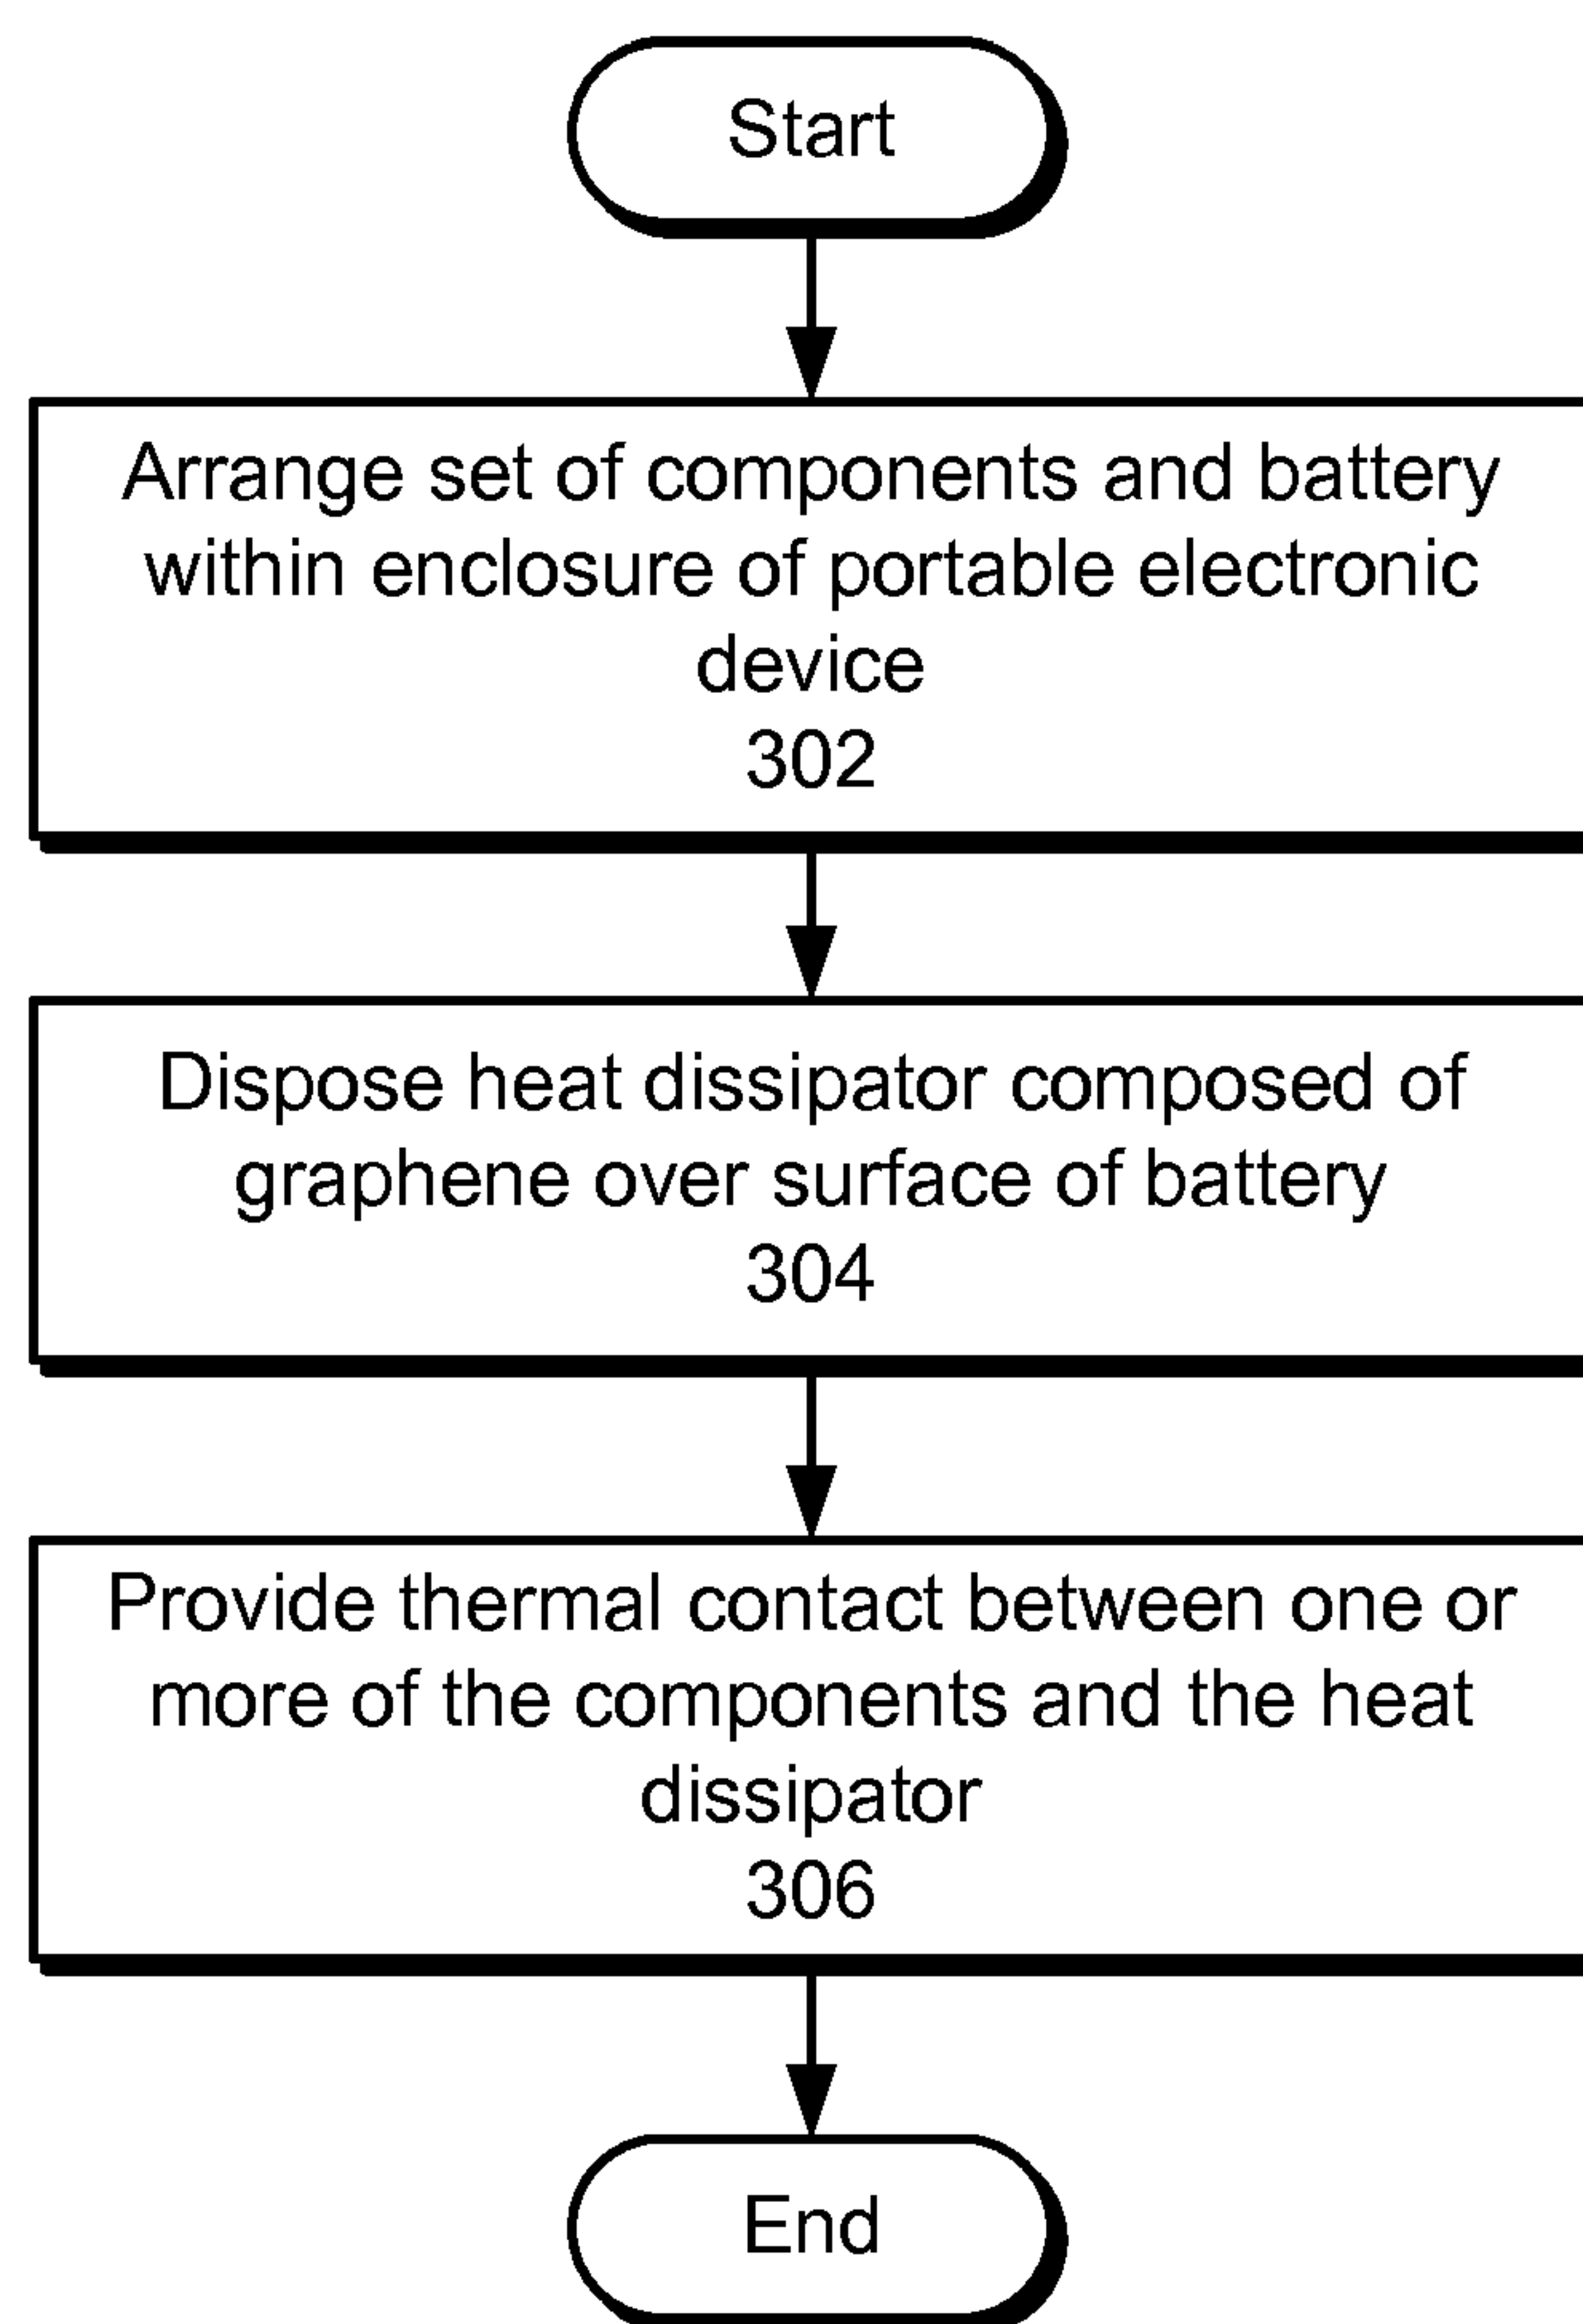 Start
Arrange set of components and battery
within enclosure of portable electronic
device
302
Dispose heat dissipator composed of
graphene over surface of battery
304
Provide thermal contact between one or
more of the components and the heat
dissipator
306
End